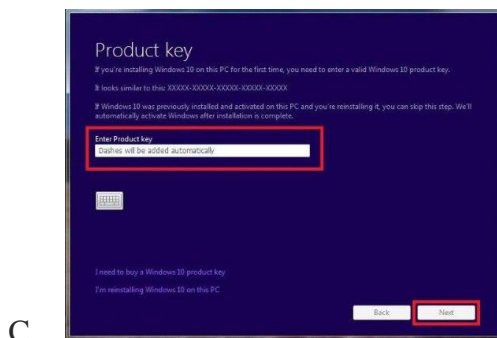 Product key
If you're installing Windows 10 on this PC for the first time, you need to enter a valid Windows 10 product key.
It looks similar to this: XXXXX-XXXXX-XXXXX-XXXXX-XXXXX
If Windows 10 was previously installed and activated on this PC and you're reinstalling it, you can skip this step. We'll
automatically activate Windows after installation is complete.
Enter Product key
Dashes will be added automatically
I need to buy a Windows 10 product key
I'm reinstalling Windows 10 on this PC
Back Next
C